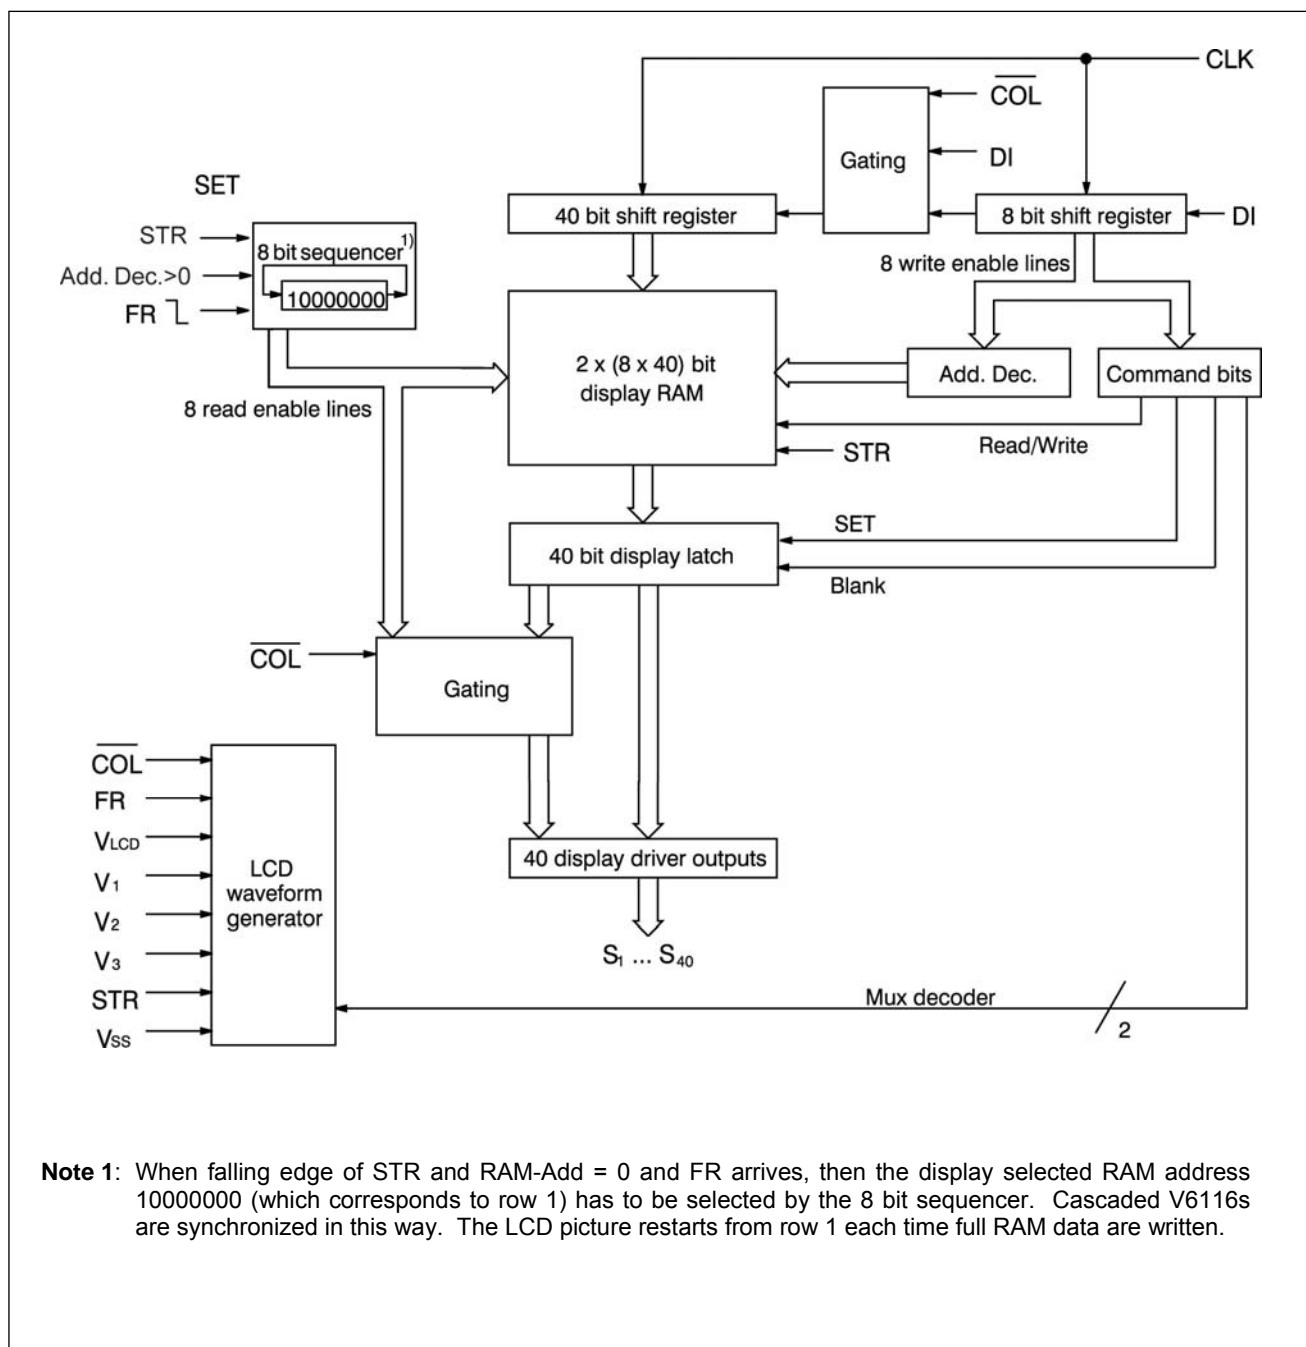 CLK
COL
DI
Gating
SET
40 bit shift register
8 bit shift register
DI
STR
8 bit sequencer 1)
8 write enable lines
Add. Dec.>0
10000000
FR
2 x (8 x 40) bit
display RAM
Add. Dec.
Command bits
8 read enable lines
Read/Write
STR
SET
40 bit display latch
Blank
COL
Gating
COL
FR
VLCD
LCD
waveform
generator
40 display driver outputs
V1
V2
V3
S1 ... S40
STR
Mux decoder
VSS
2
Note 1: When falling edge of STR and RAM-Add = 0 and FR arrives, then the display selected RAM address
10000000 (which corresponds to row 1) has to be selected by the 8 bit sequencer. Cascaded V6116s
are synchronized in this way. The LCD picture restarts from row 1 each time full RAM data are written.